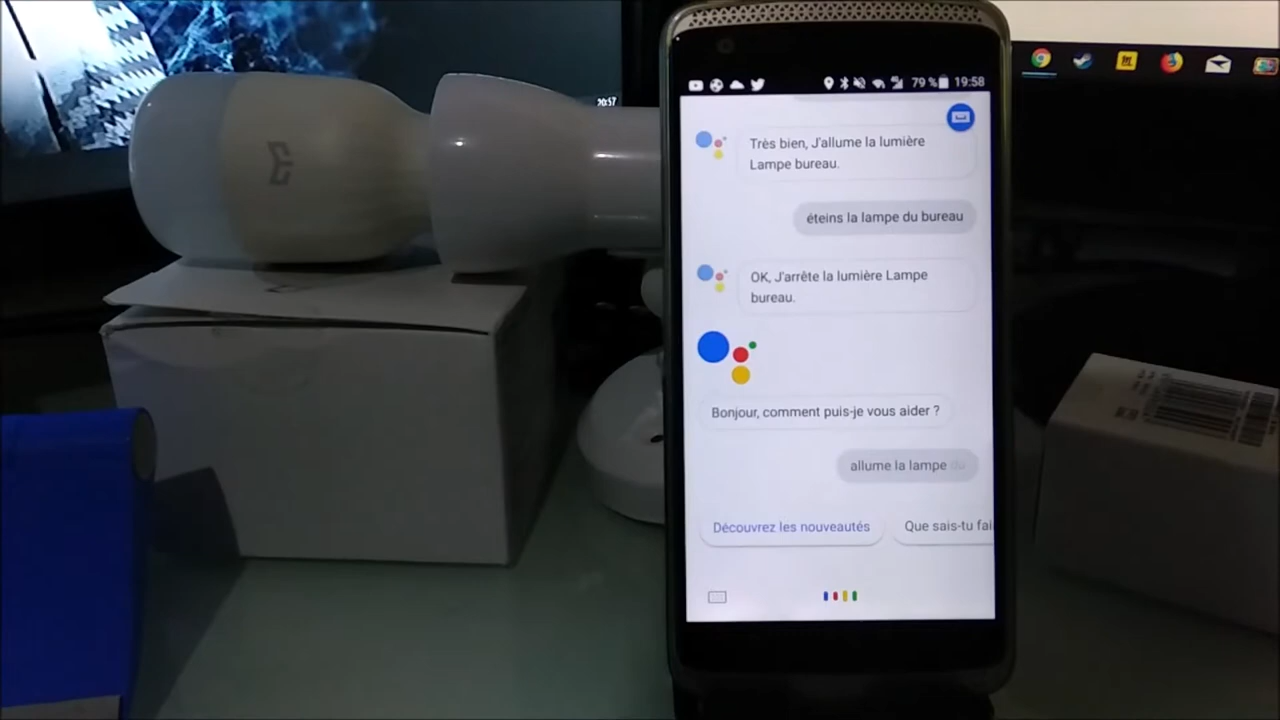 20:57
79 % 19:58
Très bien, J'allume la lumière
Lampe bureau.
éteins la lampe du bureau
OK, J'arrête la lumière Lampe
bureau.
Bonjour, comment puis-je vous aider ?
allume la lampe du
Découvrez les nouveautés
Que sais-tu fai